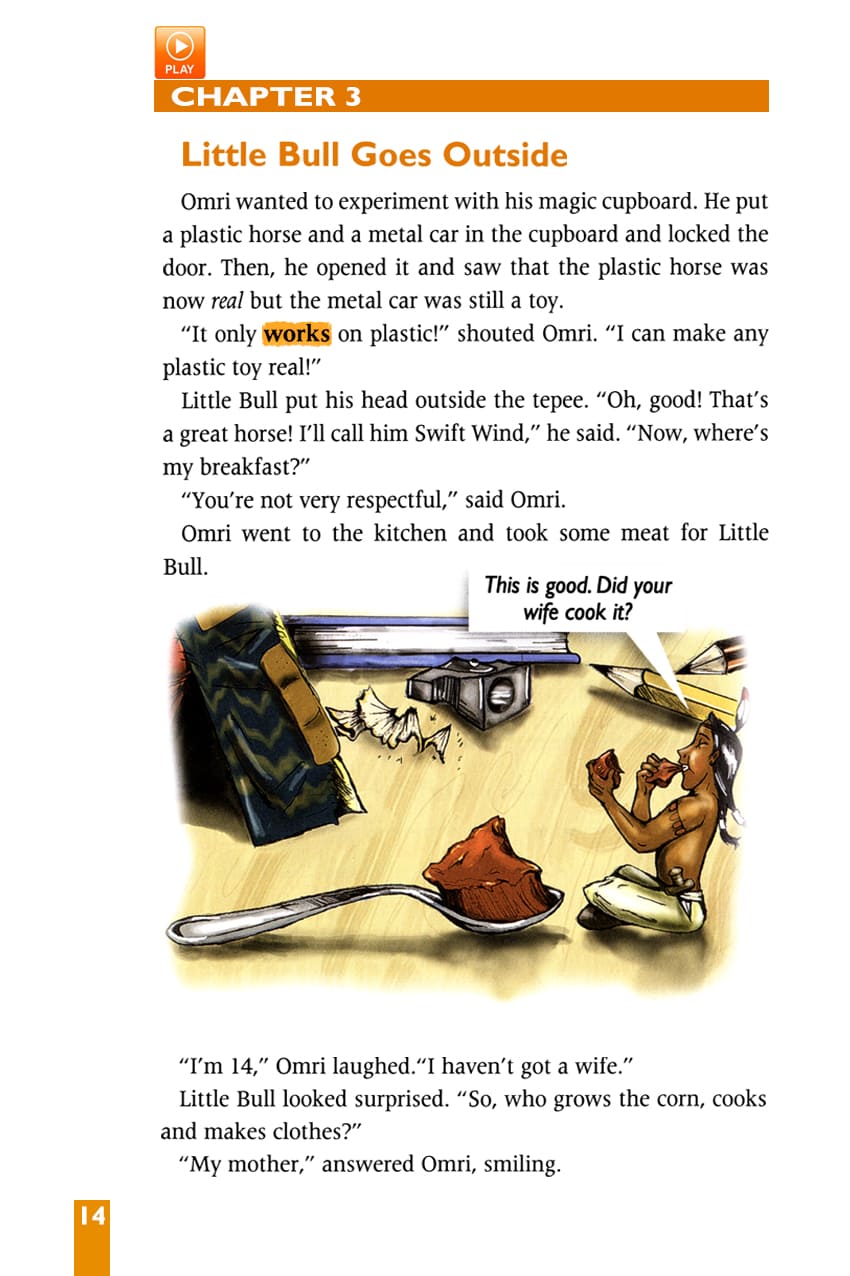 PLAY
CHAPTER 3
Little Bull Goes Outside
Omri wanted to experiment with his magic cupboard. He put
a plastic horse and a metal car in the cupboard and locked the
door. Then, he opened it and saw that the plastic horse was
now real but the metal car was still a toy.
“It only works on plastic!” shouted Omri. “I can make any
plastic toy real!”
Little Bull put his head outside the tepee. “Oh, good! That’s
a great horse! I’ll call him Swift Wind,” he said. “Now, where’s
my breakfast?”
“You’re not very respectful,” said Omri.
Omri went to the kitchen and took some meat for Little
Bull.
This is good. Did your
wife cook it?
“I’m 14,” Omri laughed.“I haven’t got a wife.”
Little Bull looked surprised. “So, who grows the corn, cooks
and makes clothes?”
“My mother,” answered Omri, smiling.
14